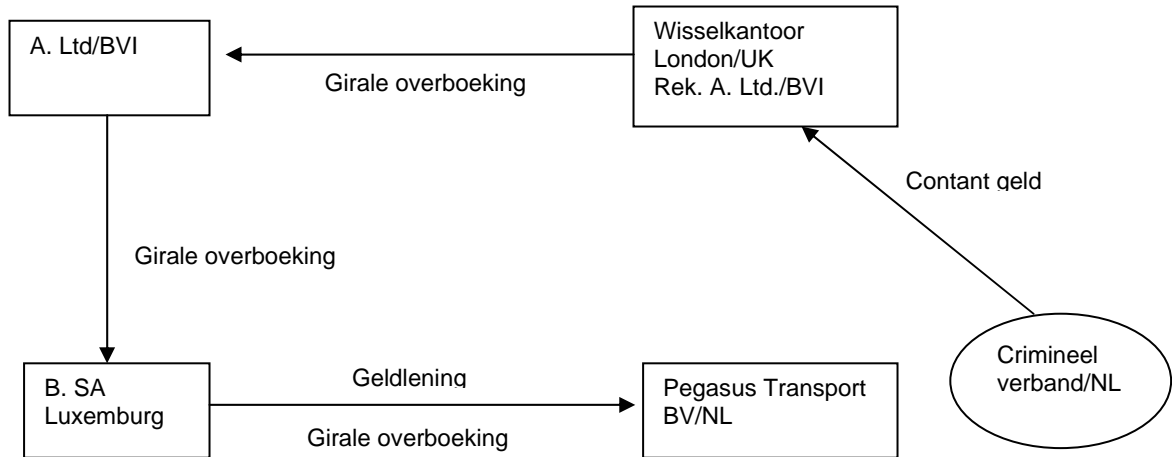 A. Ltd/BVI
Wisselkantoor
London/UK
Rek. A. Ltd./BVI
Girale overboeking
Contant geld
Girale overboeking
B. SA
Luxemburg
Geldlening
Girale overboeking
Pegasus Transport
BV/NL
Crimineel
verband/NL